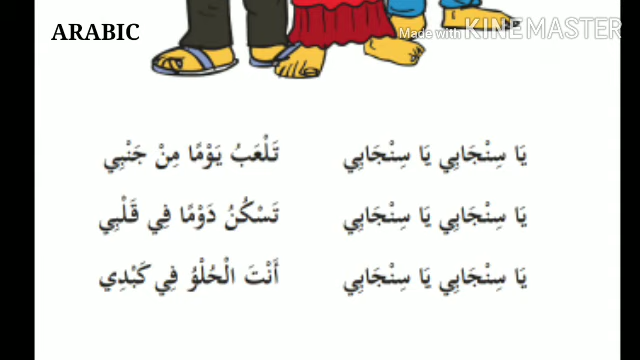 ARABIC
Made with KINEMASTER
يَا سِنْجَابِي يَا سِنْجَابِي تَلْعَبُ يَوْمًا مِنْ جَنْبِي
يَا سِنْجَابِي يَا سِنْجَابِي تَسْكُنُ دَوْمًا فِي قَلْبِي
يَا سِنْجَابِي يَا سِنْجَابِي أَنْتَ الْحُلْوُ فِي كَبْدِي